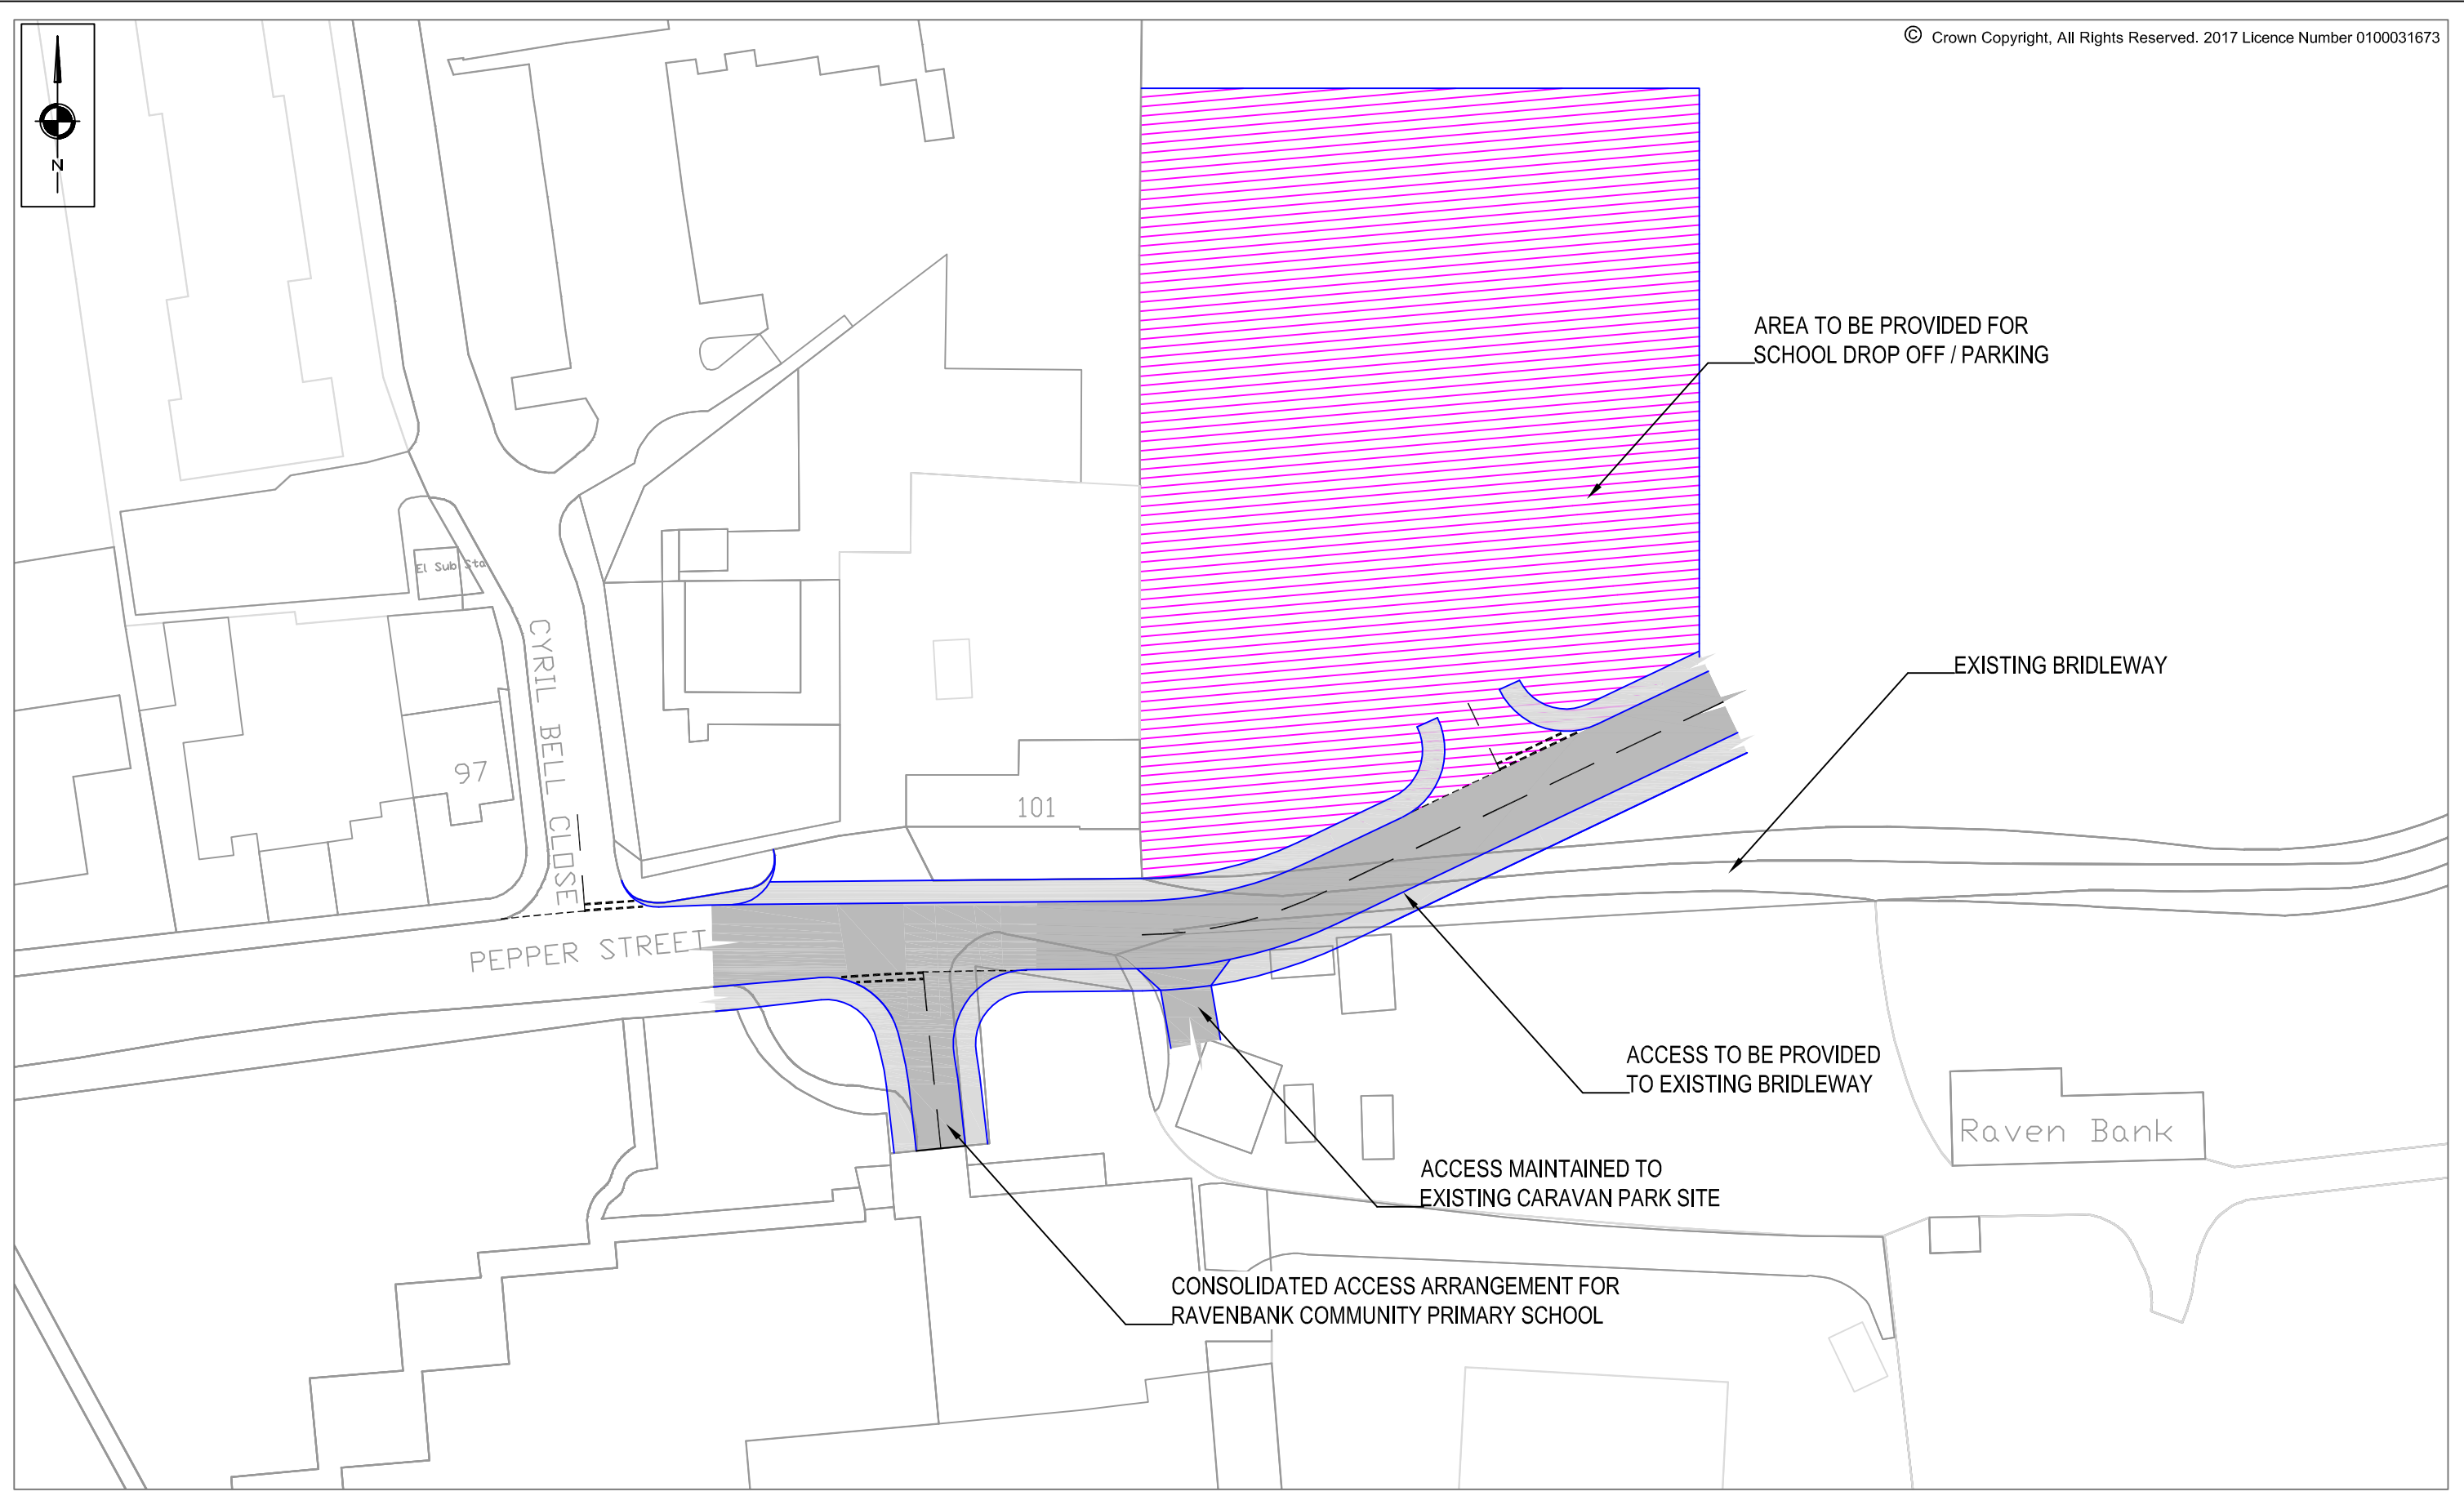 © Crown Copyright, All Rights Reserved. 2017 Licence Number 0100031673
N
AREA TO BE PROVIDED FOR
SCHOOL DROP OFF / PARKING
El Sub Sta
CYRIL BELL CLOSE
EXISTING BRIDLEWAY
97
101
PEPPER STREET
ACCESS TO BE PROVIDED
TO EXISTING BRIDLEWAY
Raven Bank
ACCESS MAINTAINED TO
EXISTING CARAVAN PARK SITE
CONSOLIDATED ACCESS ARRANGEMENT FOR
RAVENBANK COMMUNITY PRIMARY SCHOOL